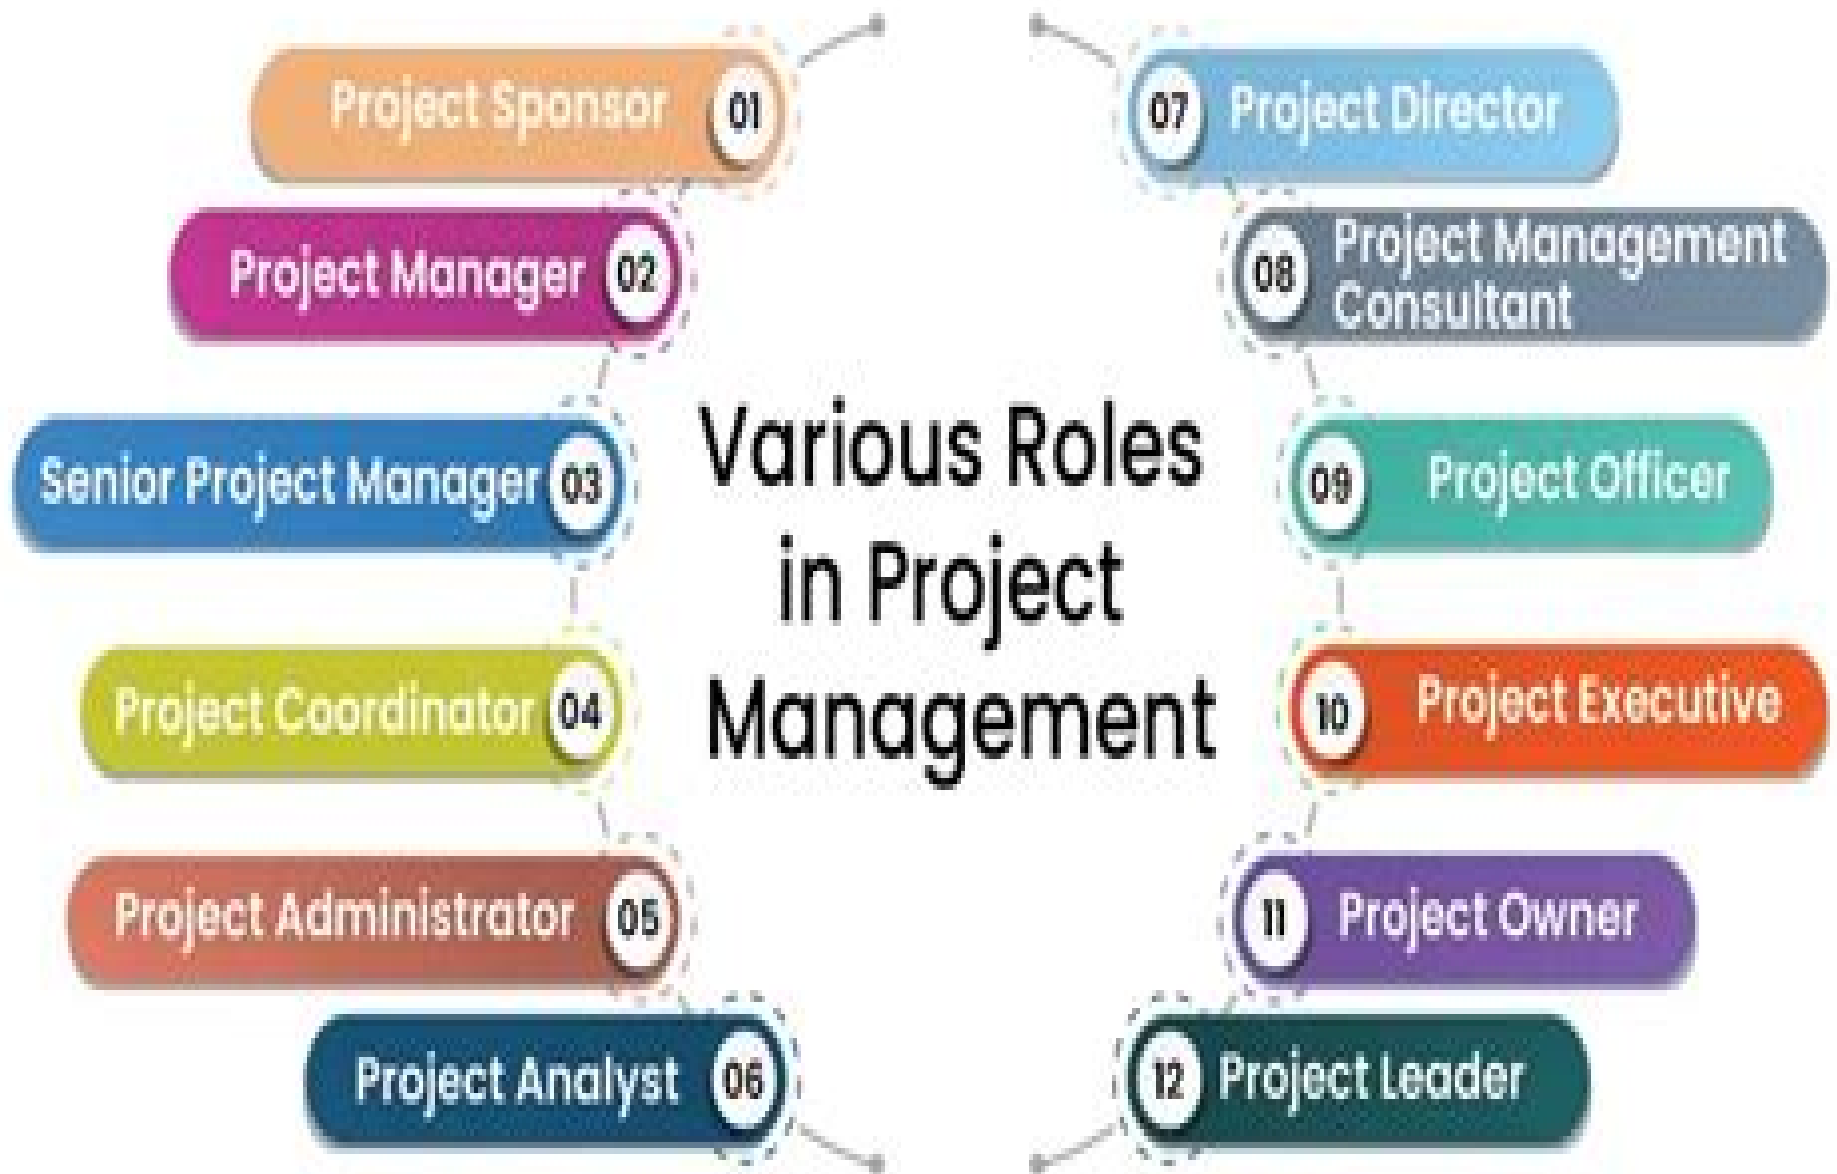 Project Sponsor 01
Project Manager 02
Senior Project Manager 03
Project Coordinator 04
Project Administrator 05
Project Analyst 06
Various Roles
in Project
Management
07 Project Director
08 Project Management
Consultant
09 Project Officer
10 Project Executive
11 Project Owner
12 Project Leader